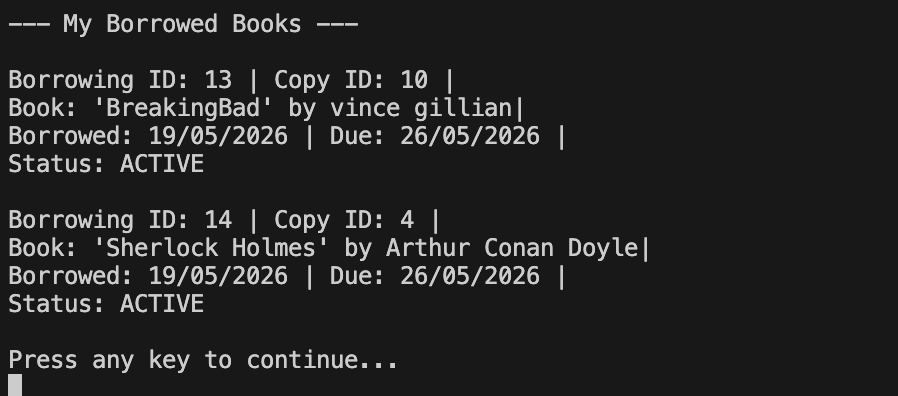 --- My Borrowed Books ---
Borrowing ID: 13 | Copy ID: 10 |
Book: 'BreakingBad' by vince gillian|
Borrowed: 19/05/2026 | Due: 26/05/2026 |
Status: ACTIVE
Borrowing ID: 14 | Copy ID: 4 |
Book: 'Sherlock Holmes' by Arthur Conan Doyle|
Borrowed: 19/05/2026 | Due: 26/05/2026 |
Status: ACTIVE
Press any key to continue...